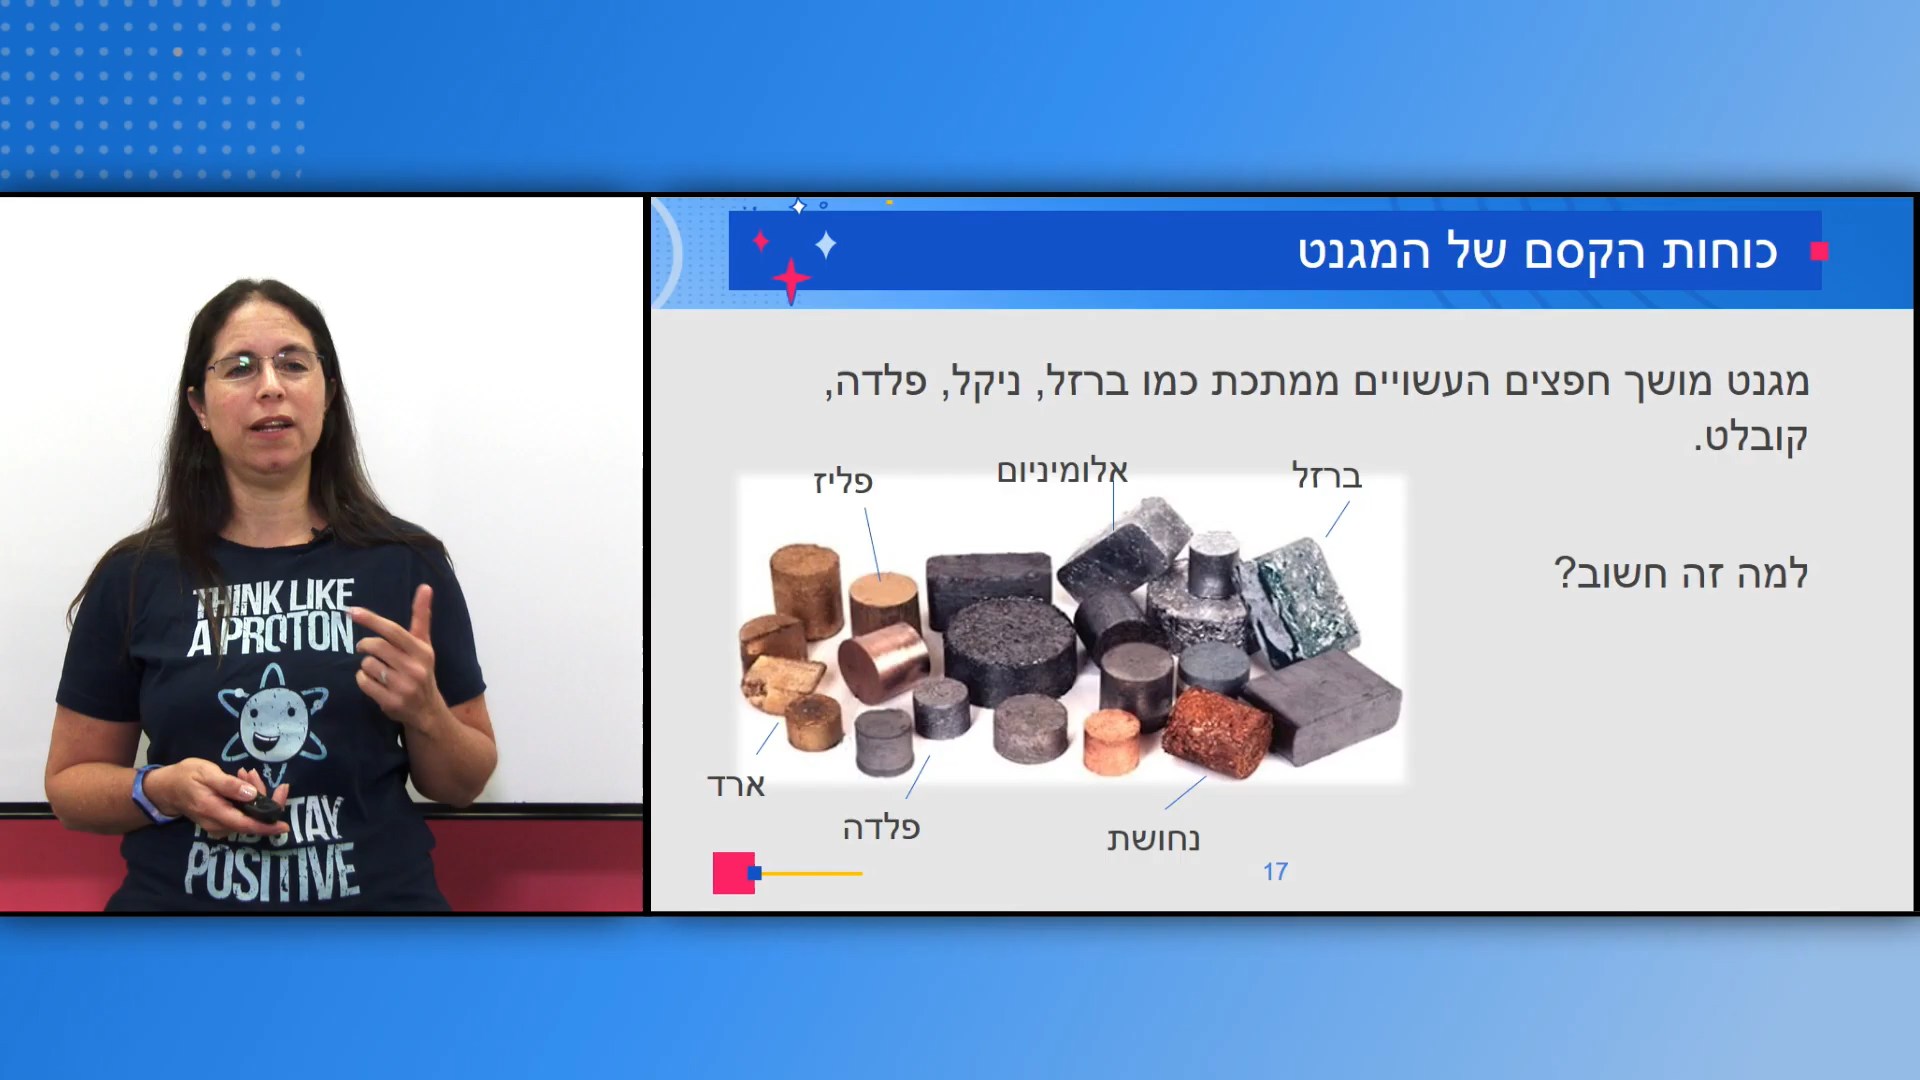 כוחות הקסם של המגנט
מגנט מושך חפצים העשויים ממתכת כמו ברזל, ניקל, פלדה,
קובלט.
ברזל
אלומיניום
פליז
למה זה חשוב?
ארד
פלדה
נחושת
17
THINK LIKE
A PROTON
STAY
POSITIVE